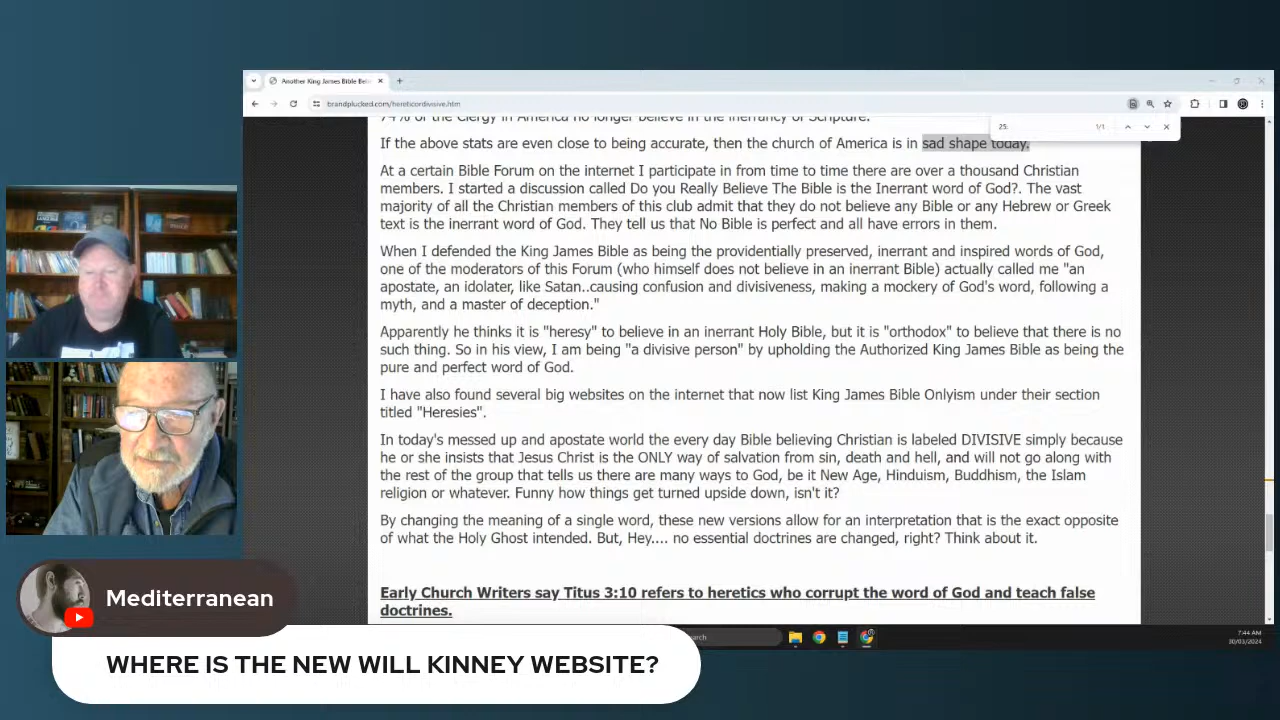 Another King James Bible Beli
brandplucked.com/hereticordivisive.htm
25
1/1
74% of the Clergy in America no longer believe in the inerrancy of Scripture.
If the above stats are even close to being accurate, then the church of America is in sad shape today.
At a certain Bible Forum on the internet I participate in from time to time there are over a thousand Christian
members. I started a discussion called Do you Really Believe The Bible is the Inerrant word of God?. The vast
majority of all the Christian members of this club admit that they do not believe any Bible or any Hebrew or Greek
text is the inerrant word of God. They tell us that No Bible is perfect and all have errors in them.
When I defended the King James Bible as being the providentially preserved, inerrant and inspired words of God,
one of the moderators of this Forum (who himself does not believe in an inerrant Bible) actually called me "an
apostate, an idolater, like Satan..causing confusion and divisiveness, making a mockery of God's word, following a
myth, and a master of deception."
Apparently he thinks it is "heresy" to believe in an inerrant Holy Bible, but it is "orthodox" to believe that there is no
such thing. So in his view, I am being "a divisive person" by upholding the Authorized King James Bible as being the
pure and perfect word of God.
I have also found several big websites on the internet that now list King James Bible Onlyism under their section
titled "Heresies".
In today's messed up and apostate world the every day Bible believing Christian is labeled DIVISIVE simply because
he or she insists that Jesus Christ is the ONLY way of salvation from sin, death and hell, and will not go along with
the rest of the group that tells us there are many ways to God, be it New Age, Hinduism, Buddhism, the Islam
religion or whatever. Funny how things get turned upside down, isn't it?
By changing the meaning of a single word, these new versions allow for an interpretation that is the exact opposite
of what the Holy Ghost intended. But, Hey.... no essential doctrines are changed, right? Think about it.
Early Church Writers say Titus 3:10 refers to heretics who corrupt the word of God and teach false
doctrines.
Mediterranean
WHERE IS THE NEW WILL KINNEY WEBSITE?
7:44 AM
30/03/2024